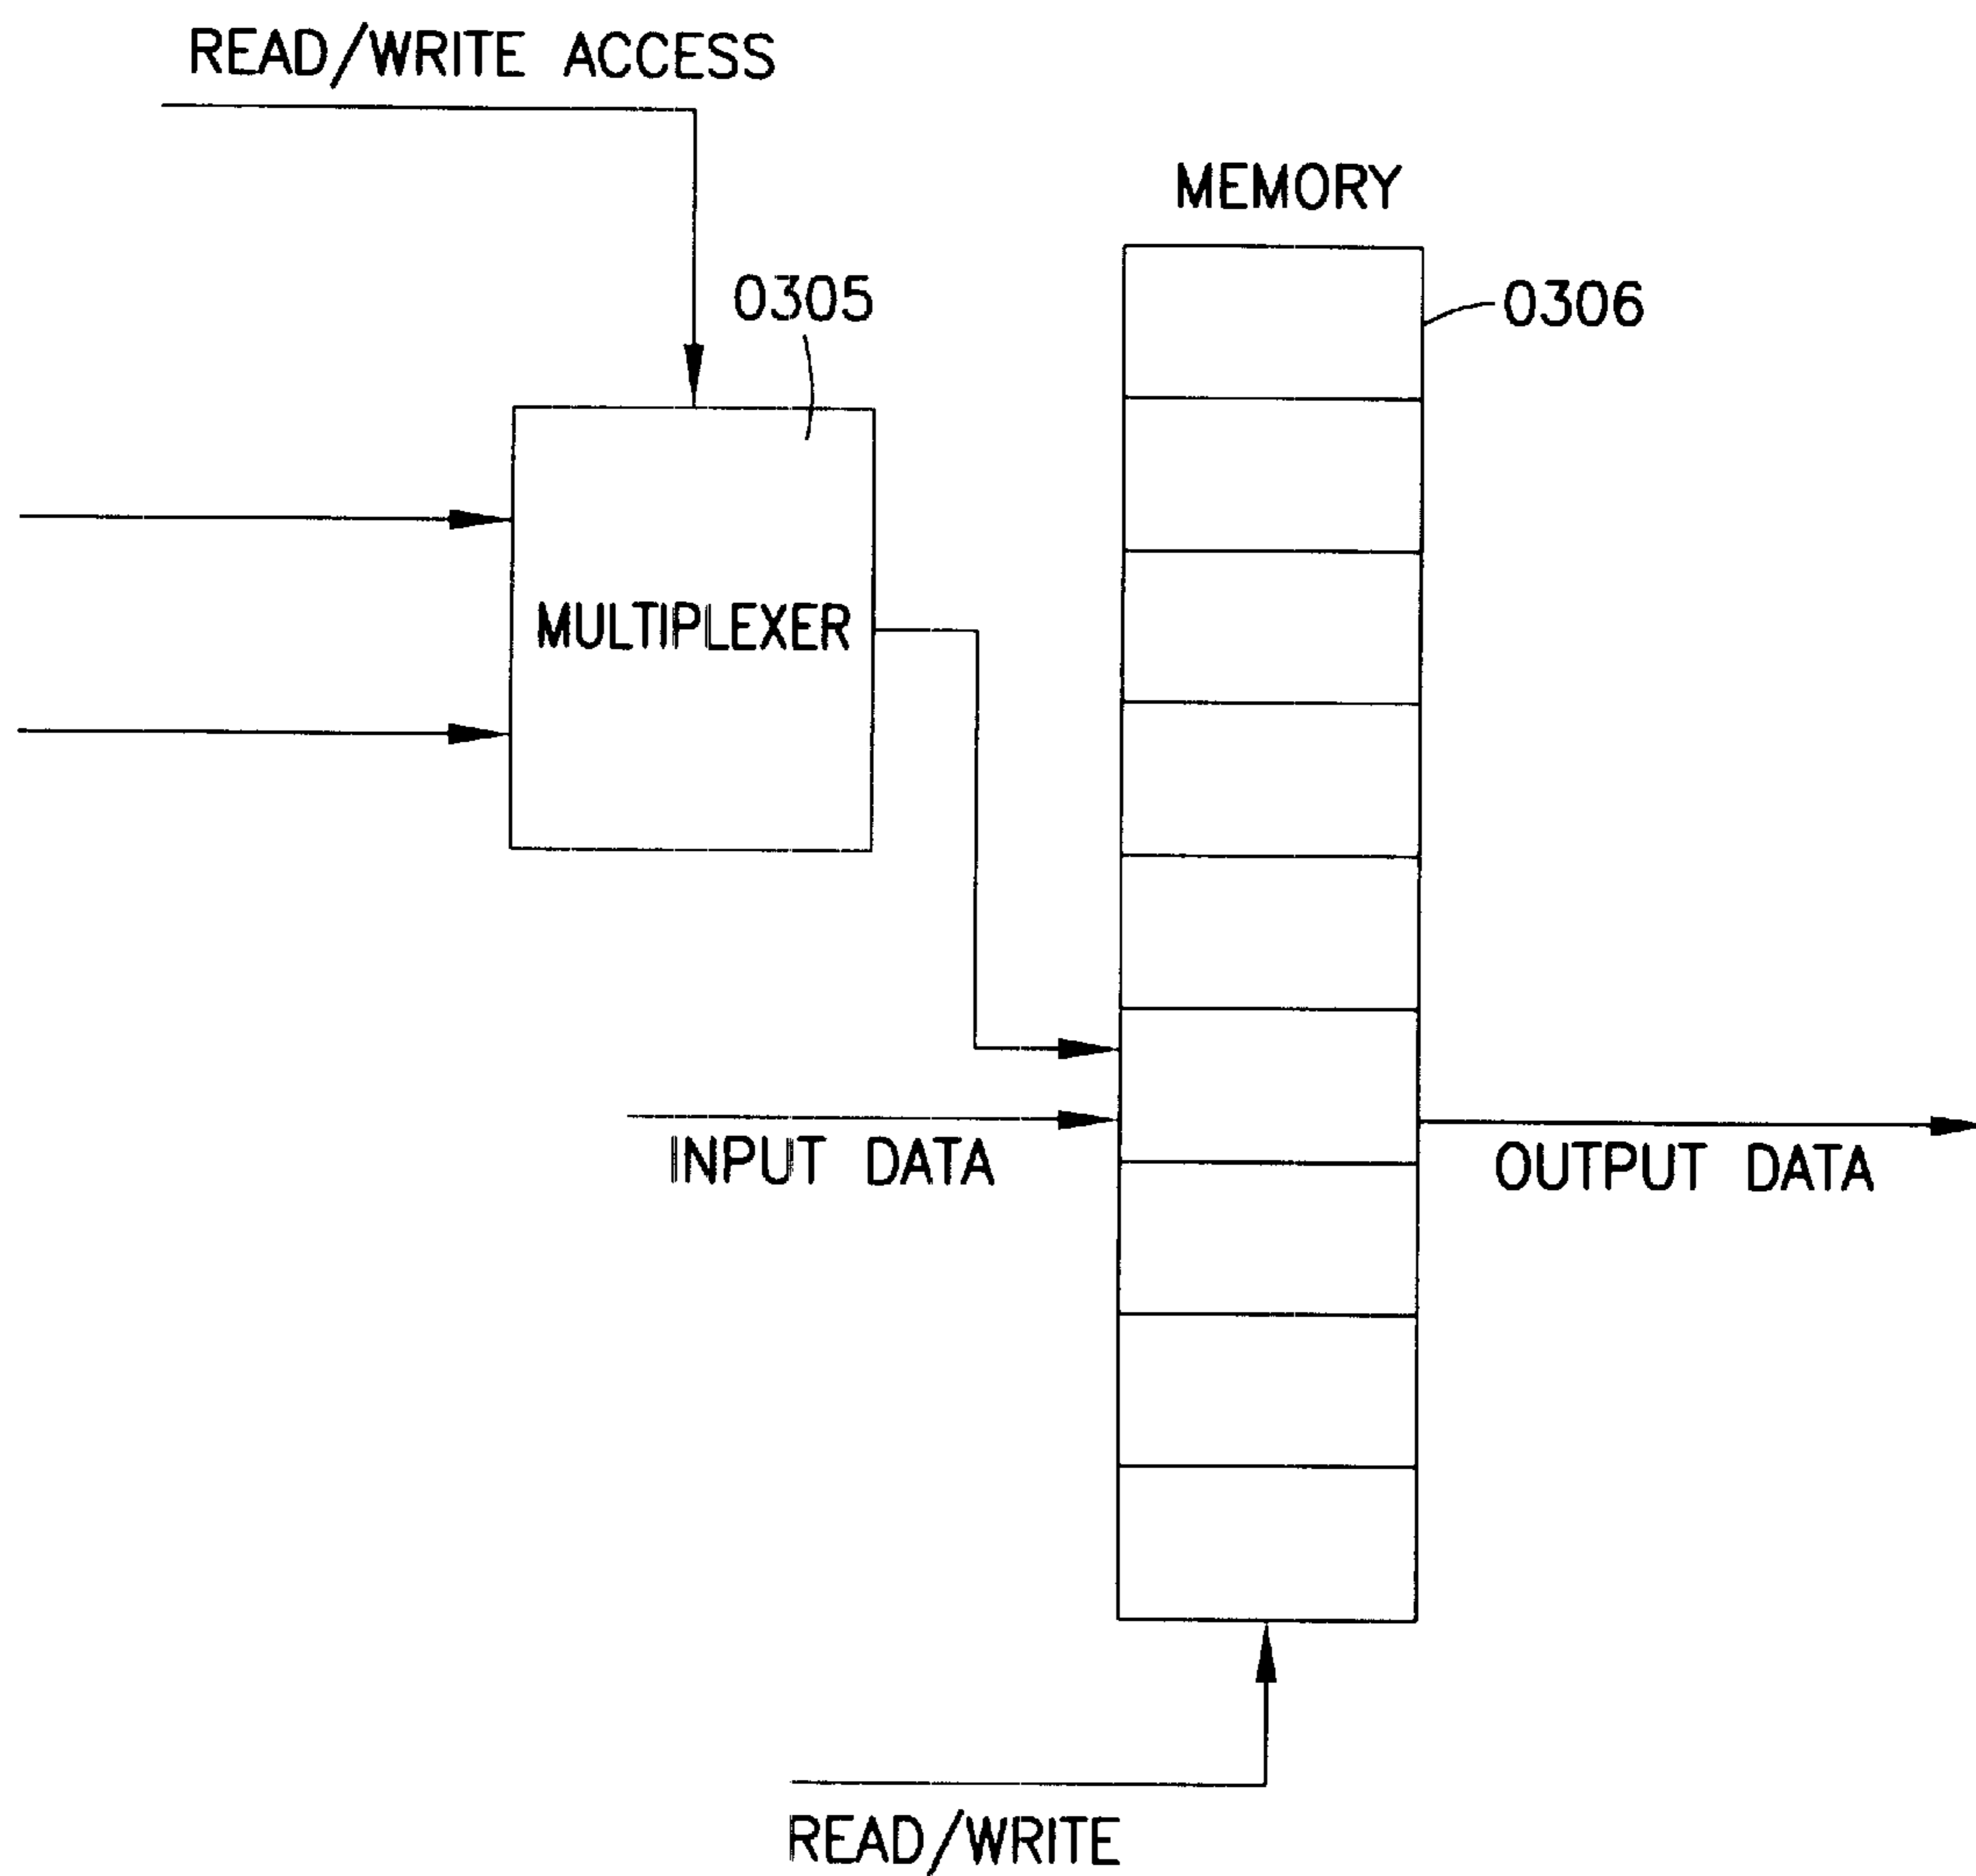 READ/WRITE ACCESS
MEMORY
0305
0306
MULTIPLEXER
INPUT DATA
OUTPUT DATA
READ/WRITE